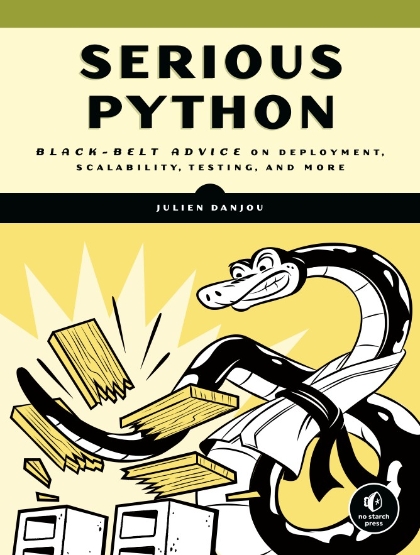 SERIOUS
PYTHON
BLACK-BELT ADVICE ON DEPLOYMENT,
SCALABILITY, TESTING, AND MORE
JULIEN DANJOU
no starch
press